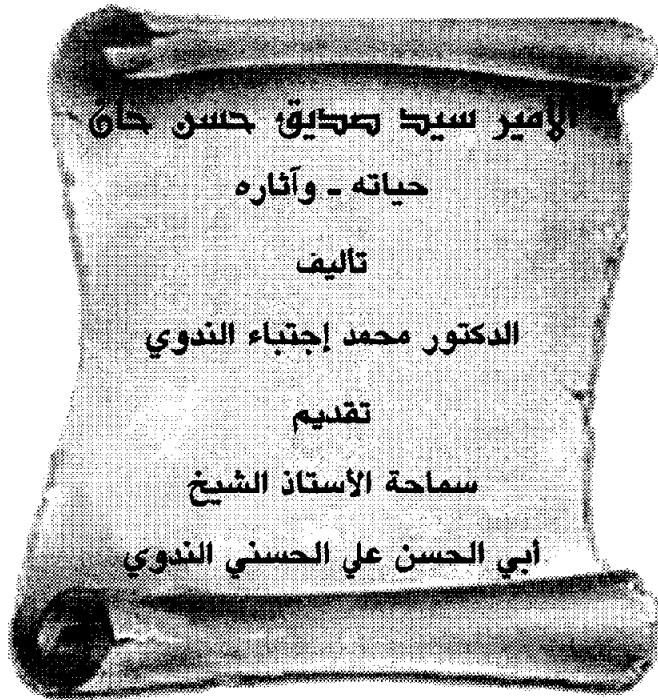 الأمير سيد صديق حسن خان
حياته - وآثاره
تأليف
الدكتور محمد إجتباء الندوي
تقديم
سماحة الأستاذ الشيخ
أبي الحسن علي الحسني الندوي